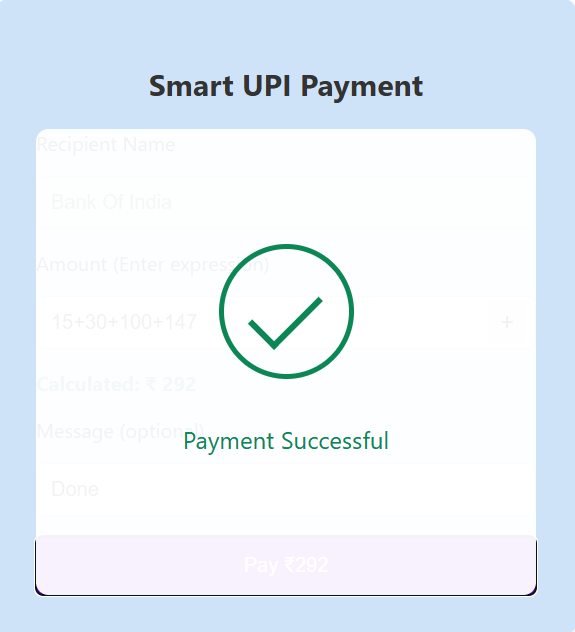 Smart UPI Payment
Recipient Name
Bank Of India
Amount (Enter expression)
15+30+100+147
+
Calculated: ₹ 292
Message (optional)
Payment Successful
Done
Pay ₹292